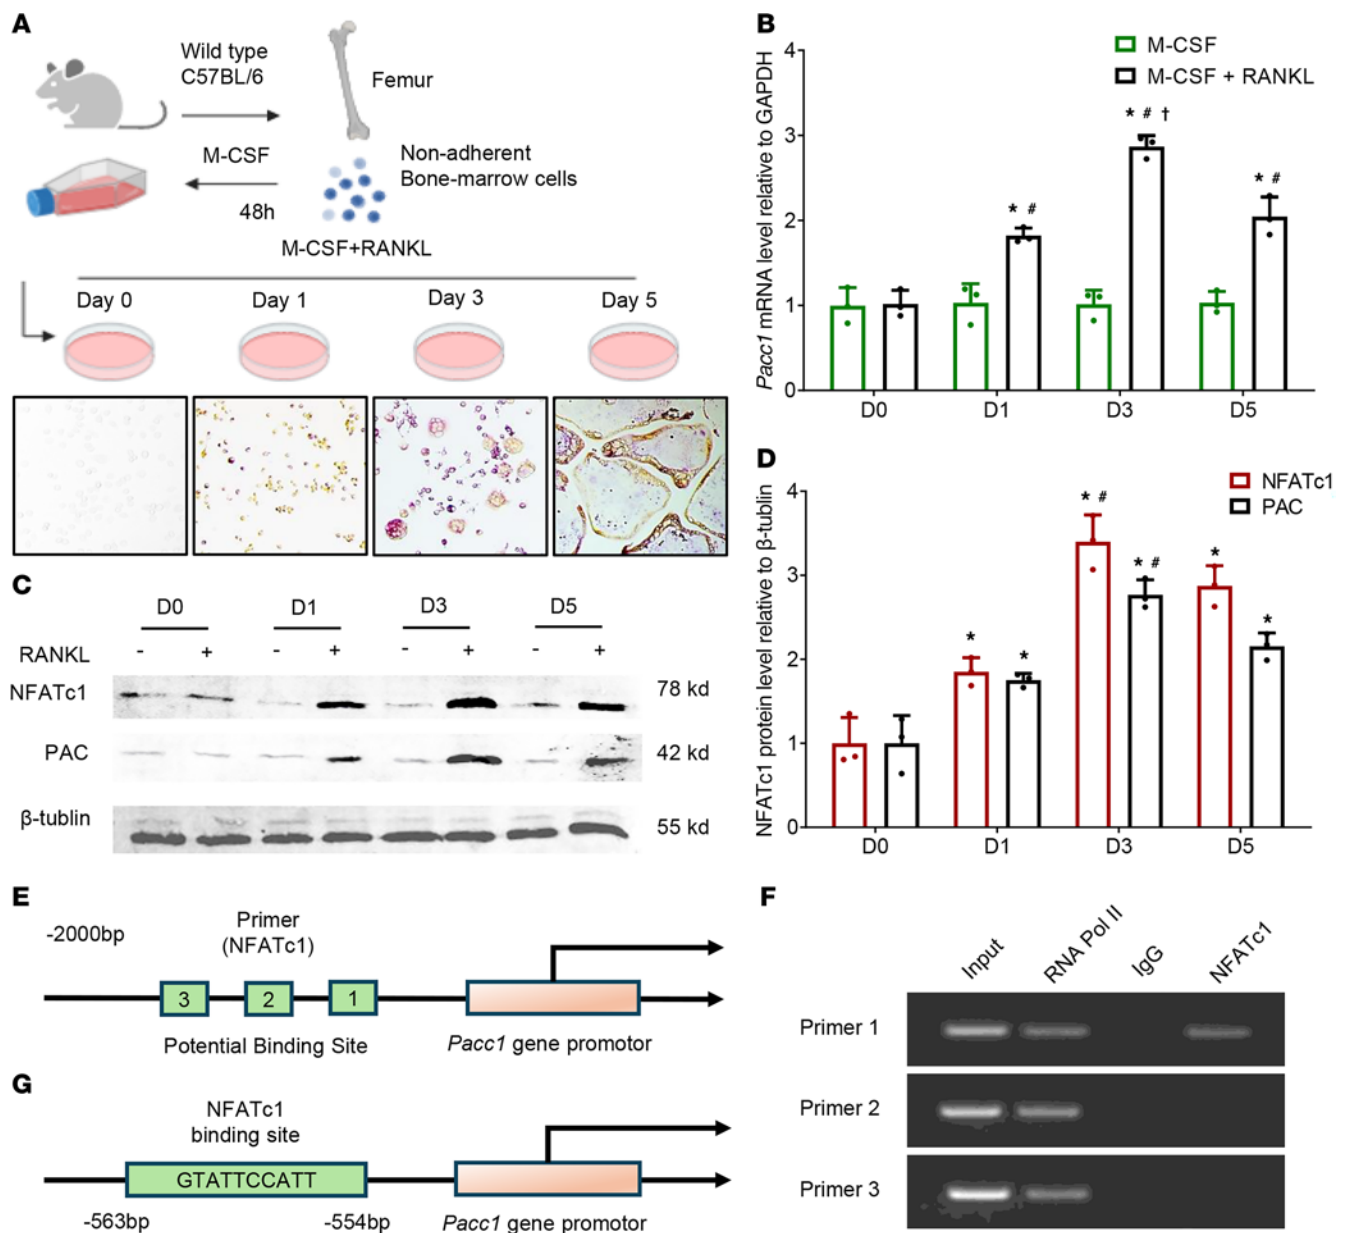 A
Wild type
C57BL/6
Femur
M-CSF
48h
Non-adherent
Bone-marrow cells
M-CSF+RANKL
Day 0
Day 1
Day 3
Day 5
B
Pacc1 mRNA level relative to GAPDH
M-CSF
M-CSF + RANKL
4
3
2
1
0
* #
* # †
* #
D0
D1
D3
D5
C
D0
D1
D3
D5
RANKL
- + - + - + - +
NFATc1
78 kd
PAC
42 kd
β-tublin
55 kd
D
NFATc1 protein level relative to β-tublin
NFATc1
PAC
4
3
2
1
0
*
*
* #
* #
*
*
D0
D1
D3
D5
E
-2000bp
Primer
(NFATc1)
3
2
1
Potential Binding Site
Pacc1 gene promotor
F
Input
RNA Pol II
IgG
NFATc1
Primer 1
Primer 2
Primer 3
G
NFATc1
binding site
GTATTCCATT
-563bp
-554bp
Pacc1 gene promotor